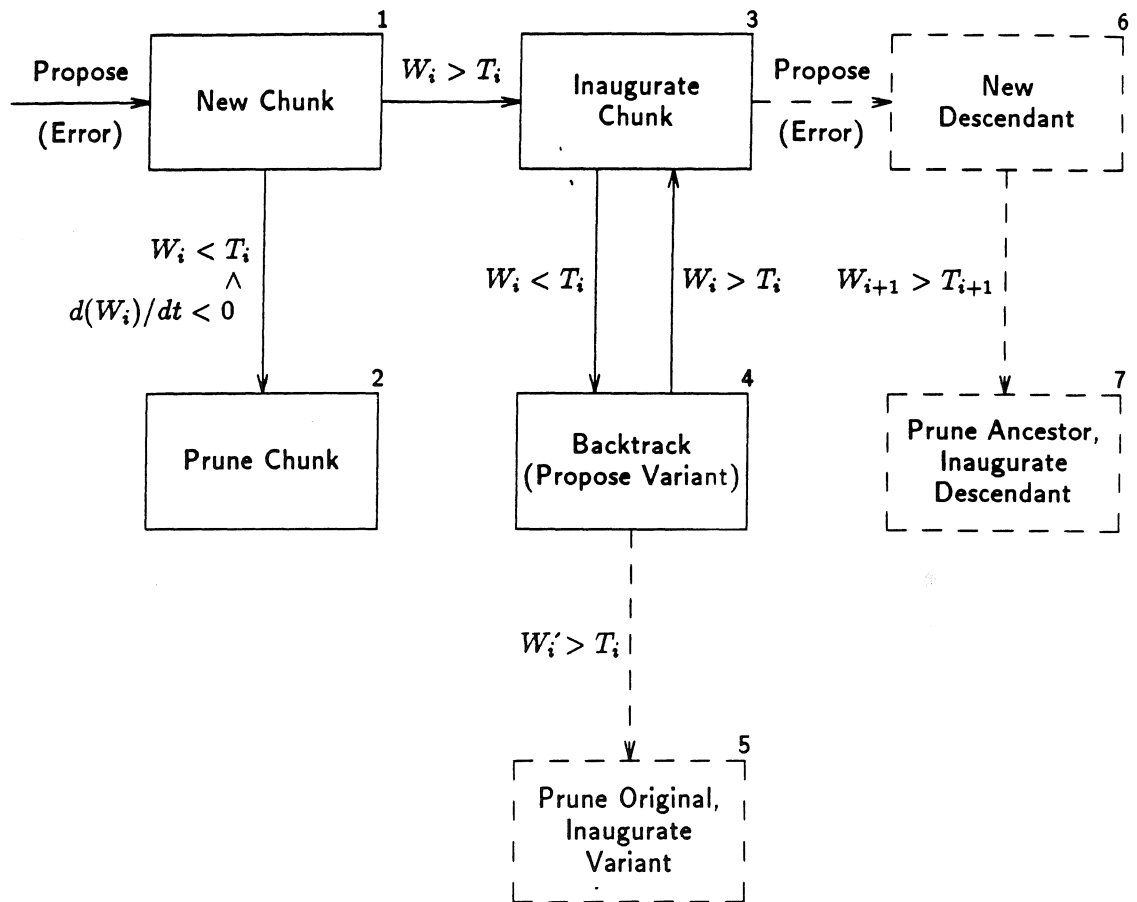 1
3
6
Propose
(Error)
New Chunk
W_i > T_i
Inaugurate
Chunk
Propose
(Error)
New
Descendant
W_i < T_i
∧
d(W_i)/dt < 0
W_i < T_i
W_i > T_i
W_{i+1} > T_{i+1}
2
4
7
Prune Chunk
Backtrack
(Propose Variant)
Prune Ancestor,
Inaugurate
Descendant
W_i′ > T_i
5
Prune Original,
Inaugurate
Variant